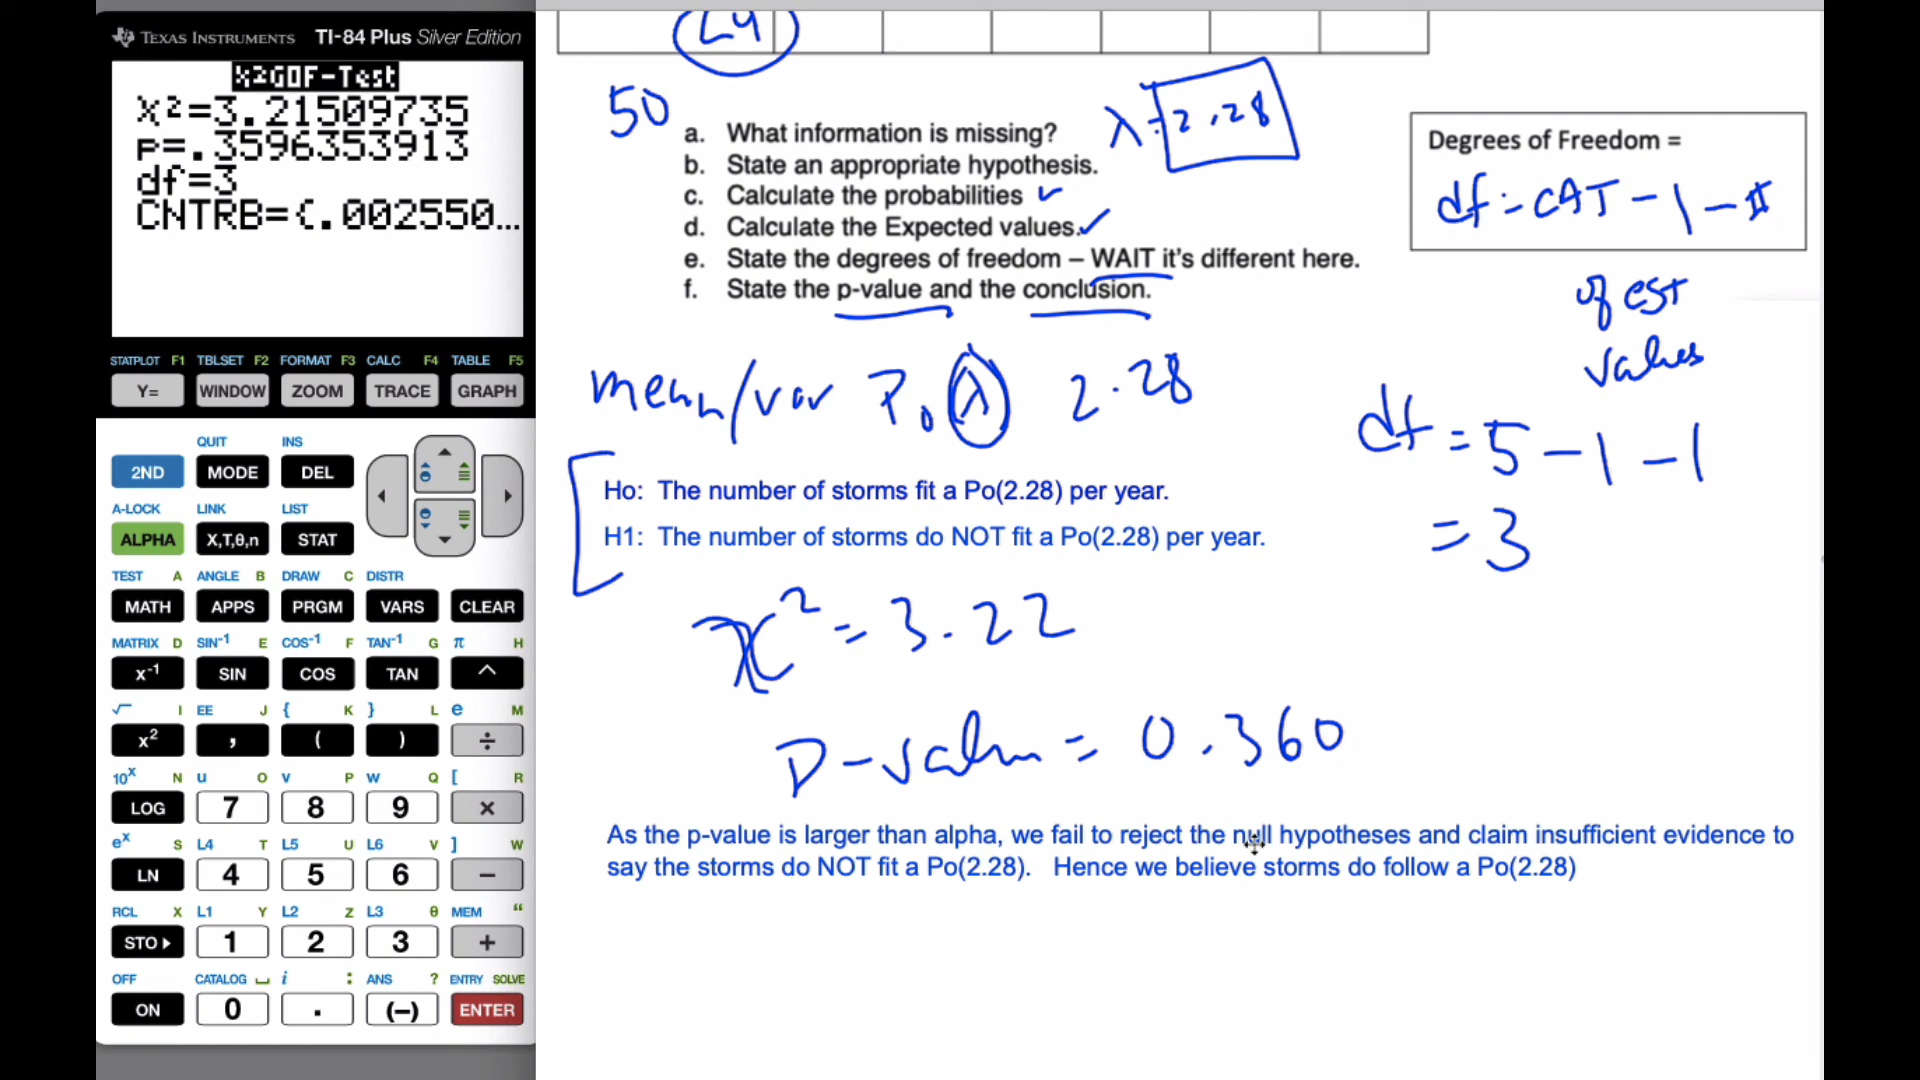 TEXAS INSTRUMENTS TI-84 Plus Silver Edition
χ²GOF-Test
χ²=3.21509735
p=.3596353913
df=3
CNTRB={.002550…
STATPLOT F1 TBLSET F2 FORMAT F3 CALC F4 TABLE F5
Y= WINDOW ZOOM TRACE GRAPH
QUIT INS
2ND MODE DEL
A-LOCK LINK LIST
ALPHA X,T,θ,n STAT
TEST A ANGLE B DRAW C DISTR
MATH APPS PRGM VARS CLEAR
MATRIX D SIN⁻¹ E COS⁻¹ F TAN⁻¹ G π H
x⁻¹ SIN COS TAN ^
√ I EE J { K } L e M
x² , ( ) ÷
10ˣ N u O v P w Q [ R
LOG 7 8 9 ×
eˣ S L4 T L5 U L6 V ] W
LN 4 5 6 −
RCL X L1 Y L2 Z L3 θ MEM "
STO▸ 1 2 3 +
OFF CATALOG ⎵ i : ANS ? ENTRY SOLVE
ON 0 . (−) ENTER
L4
50
λ = 2.28
a. What information is missing?
b. State an appropriate hypothesis.
c. Calculate the probabilities ✓
d. Calculate the Expected values. ✓
e. State the degrees of freedom – WAIT it's different here.
f. State the p-value and the conclusion.
Degrees of Freedom =
df = CAT - 1 - #
of est
values
mean/var Po λ 2.28
df = 5 - 1 - 1
= 3
Ho: The number of storms fit a Po(2.28) per year.
H1: The number of storms do NOT fit a Po(2.28) per year.
χ² = 3.22
P-value = 0.360
As the p-value is larger than alpha, we fail to reject the null hypotheses and claim insufficient evidence to
say the storms do NOT fit a Po(2.28). Hence we believe storms do follow a Po(2.28)